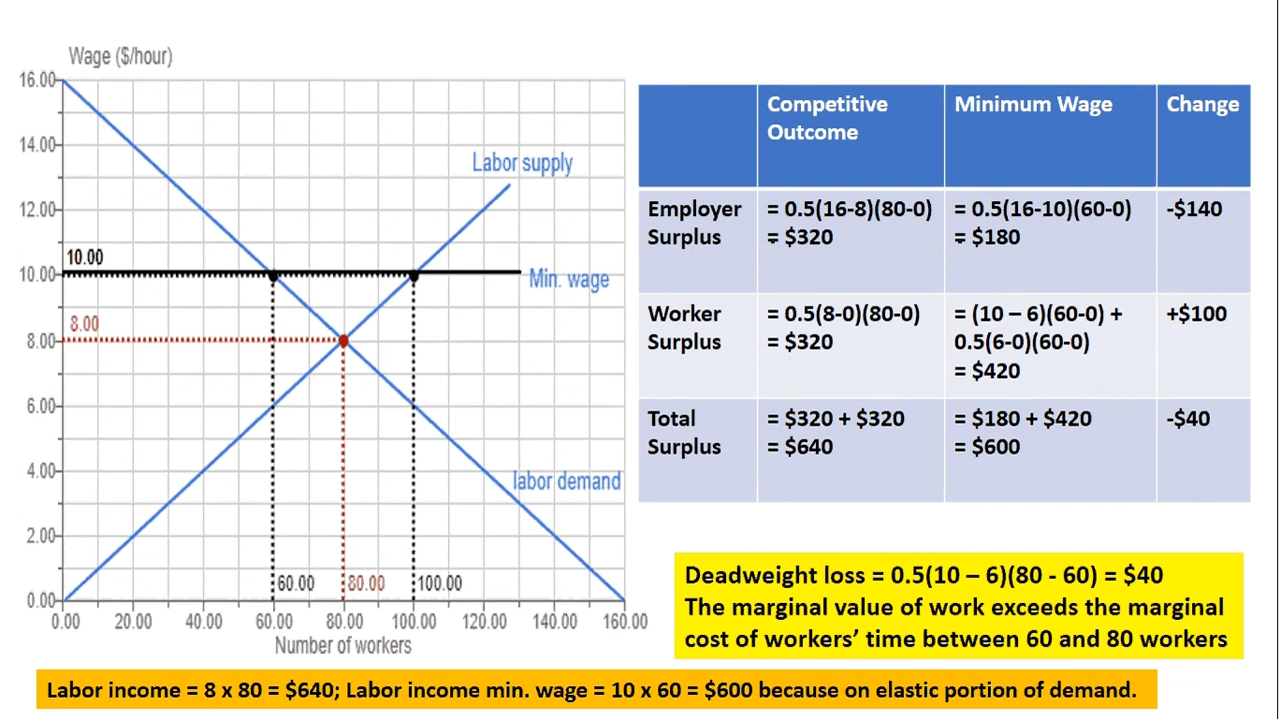 Wage ($/hour)
16.00
14.00
12.00
10.00
8.00
6.00
4.00
2.00
0.00
10.00
8.00
Labor supply
Min. wage
labor demand
60.00
80.00
100.00
0.00 20.00 40.00 60.00 80.00 100.00 120.00 140.00 160.00
Number of workers
Competitive
Outcome
Minimum Wage
Change
Employer
Surplus
= 0.5(16-8)(80-0)
= $320
= 0.5(16-10)(60-0)
= $180
-$140
Worker
Surplus
= 0.5(8-0)(80-0)
= $320
= (10 – 6)(60-0) +
0.5(6-0)(60-0)
= $420
+$100
Total
Surplus
= $320 + $320
= $640
= $180 + $420
= $600
-$40
Deadweight loss = 0.5(10 – 6)(80 - 60) = $40
The marginal value of work exceeds the marginal
cost of workers’ time between 60 and 80 workers
Labor income = 8 x 80 = $640; Labor income min. wage = 10 x 60 = $600 because on elastic portion of demand.